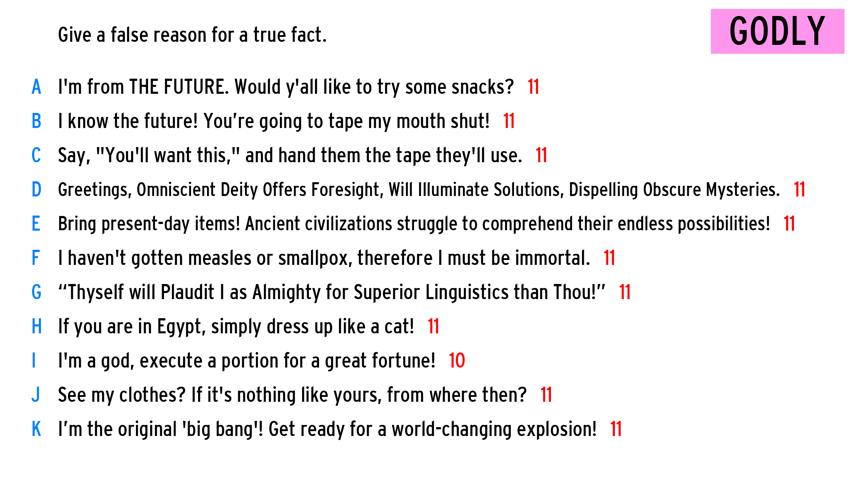 Give a false reason for a true fact.
GODLY
A I'm from THE FUTURE. Would y'all like to try some snacks? 11
B I know the future! You’re going to tape my mouth shut! 11
C Say, "You'll want this," and hand them the tape they'll use. 11
D Greetings, Omniscient Deity Offers Foresight, Will Illuminate Solutions, Dispelling Obscure Mysteries. 11
E Bring present-day items! Ancient civilizations struggle to comprehend their endless possibilities! 11
F I haven't gotten measles or smallpox, therefore I must be immortal. 11
G “Thyself will Plaudit I as Almighty for Superior Linguistics than Thou!” 11
H If you are in Egypt, simply dress up like a cat! 11
I I'm a god, execute a portion for a great fortune! 10
J See my clothes? If it's nothing like yours, from where then? 11
K I’m the original 'big bang'! Get ready for a world-changing explosion! 11